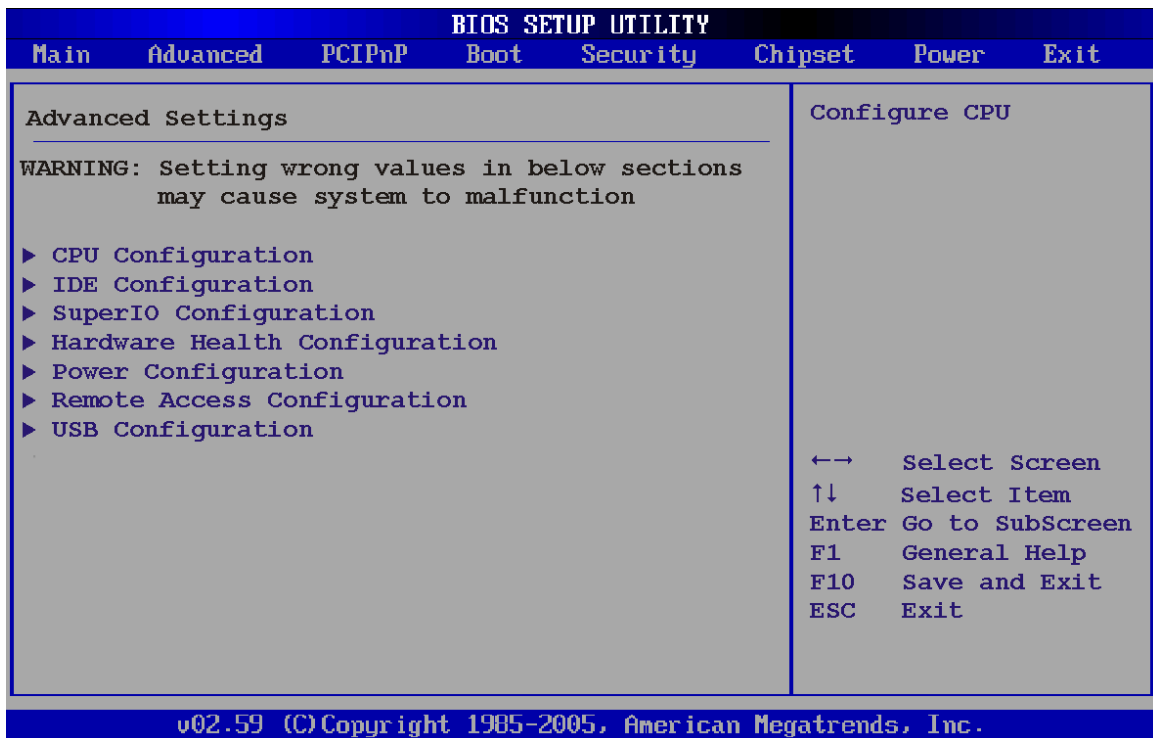 BIOS SETUP UTILITY
Main Advanced PCIPnP Boot Security Chipset Power Exit
Advanced Settings
WARNING: Setting wrong values in below sections
may cause system to malfunction
▶ CPU Configuration
▶ IDE Configuration
▶ SuperIO Configuration
▶ Hardware Health Configuration
▶ Power Configuration
▶ Remote Access Configuration
▶ USB Configuration
Configure CPU
←→ Select Screen
↑↓ Select Item
Enter Go to SubScreen
F1 General Help
F10 Save and Exit
ESC Exit
v02.59 (C)Copyright 1985-2005, American Megatrends, Inc.